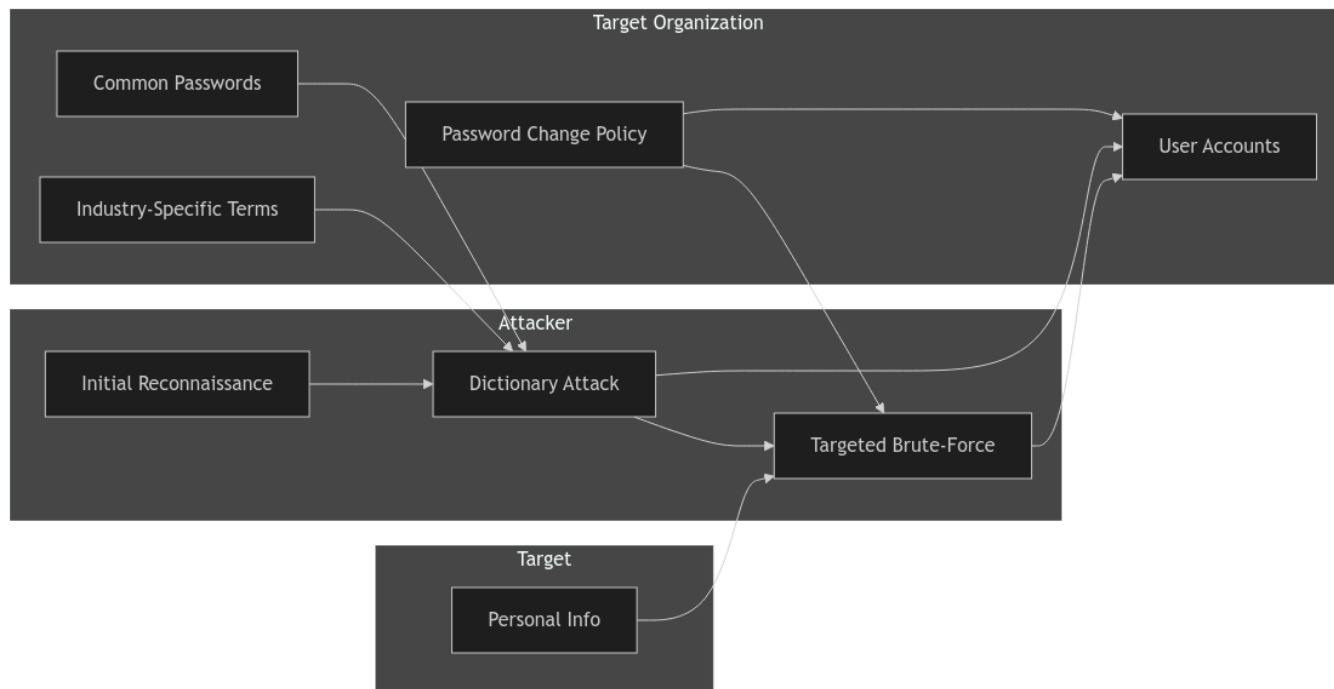 Target Organization
Common Passwords
Password Change Policy
User Accounts
Industry-Specific Terms
Attacker
Initial Reconnaissance
Dictionary Attack
Targeted Brute-Force
Target
Personal Info